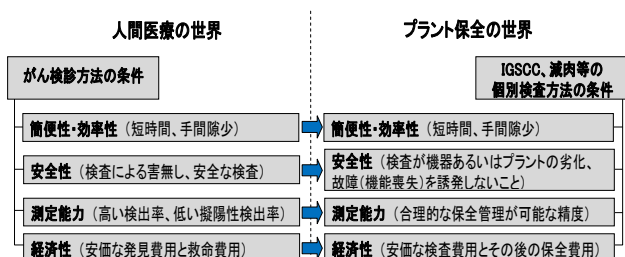 人間医療の世界
プラント保全の世界
がん検診方法の条件
IGSCC、減肉等の
個別検査方法の条件
簡便性・効率性（短時間、手間隙少）
簡便性・効率性（短時間、手間隙少）
安全性（検査による害無し、安全な検査）
安全性（検査が機器あるいはプラントの劣化、
故障（機能喪失）を誘発しないこと）
測定能力（高い検出率、低い擬陽性検出率）
測定能力（合理的な保全管理が可能な精度）
経済性（安価な発見費用と救命費用）
経済性（安価な検査費用とその後の保全費用）